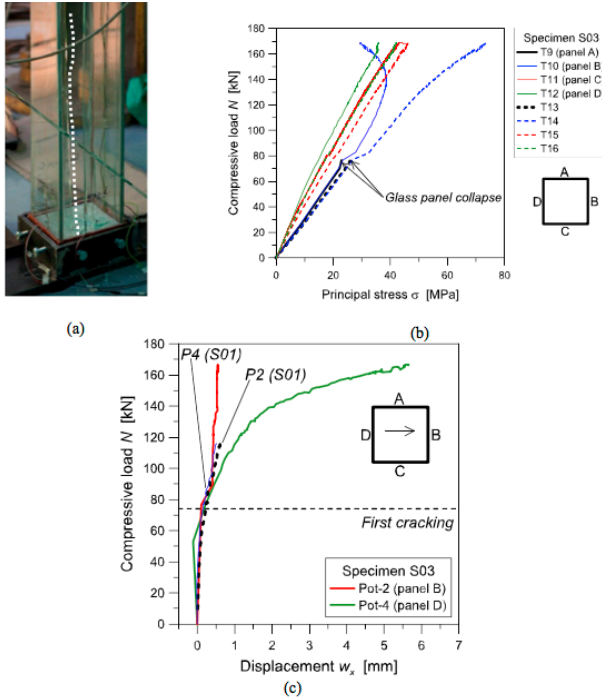 (a)
180
160
140
120
100
80
60
40
20
0
Compressive load N [kN]
0 20 40 60 80
Principal stress σ [MPa]
Glass panel collapse
Specimen S03
T9 (panel A)
T10 (panel B)
T11 (panel C)
T12 (panel D)
T13
T14
T15
T16
A
D B
C
(b)
180
160
140
120
100
80
60
40
20
0
Compressive load N [kN]
P4 (S01)
P2 (S01)
A
D B
C
First cracking
Specimen S03
Pot-2 (panel B)
Pot-4 (panel D)
0 1 2 3 4 5 6 7
Displacement wx [mm]
(c)